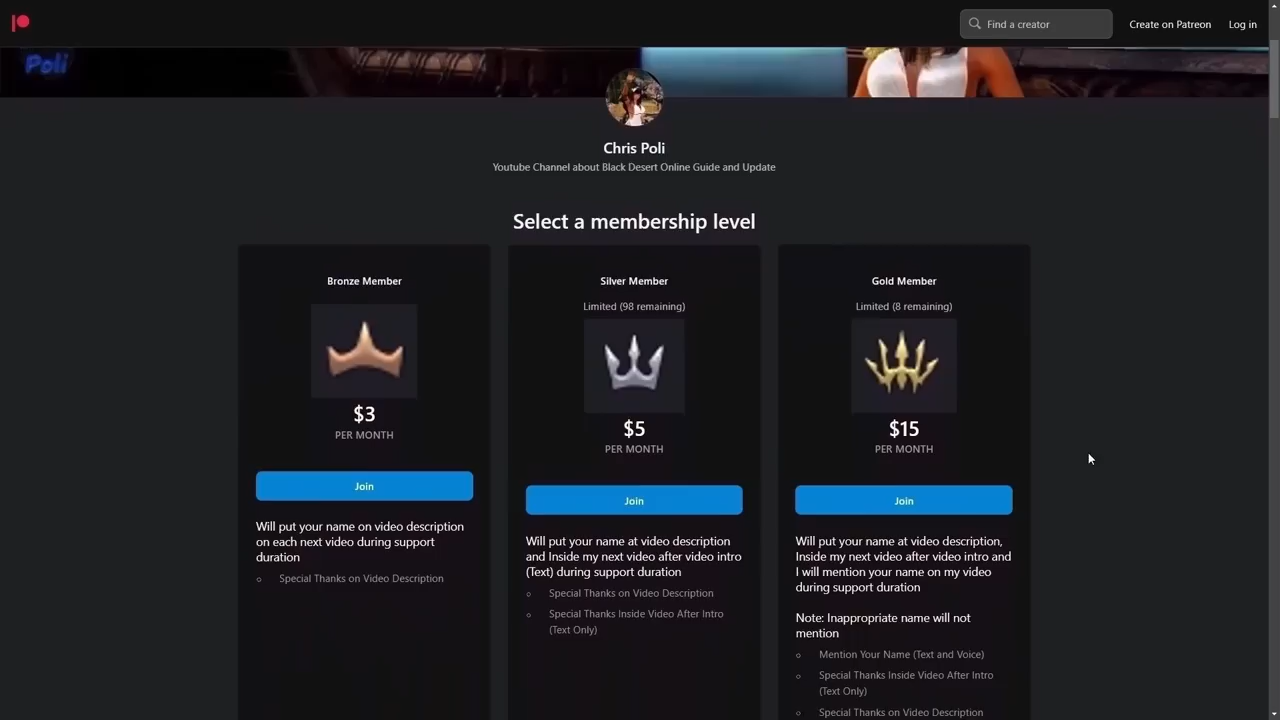 Find a creator
Create on Patreon
Log in
Poli
Chris Poli
Youtube Channel about Black Desert Online Guide and Update
Select a membership level
Bronze Member
$3
PER MONTH
Join
Will put your name on video description
on each next video during support
duration
Special Thanks on Video Description
Silver Member
Limited (98 remaining)
$5
PER MONTH
Join
Will put your name at video description
and Inside my next video after video intro
(Text) during support duration
Special Thanks on Video Description
Special Thanks Inside Video After Intro
(Text Only)
Gold Member
Limited (8 remaining)
$15
PER MONTH
Join
Will put your name at video description,
Inside my next video after video intro and
I will mention your name on my video
during support duration
Note: Inappropriate name will not
mention
Mention Your Name (Text and Voice)
Special Thanks Inside Video After Intro
(Text Only)
Special Thanks on Video Description